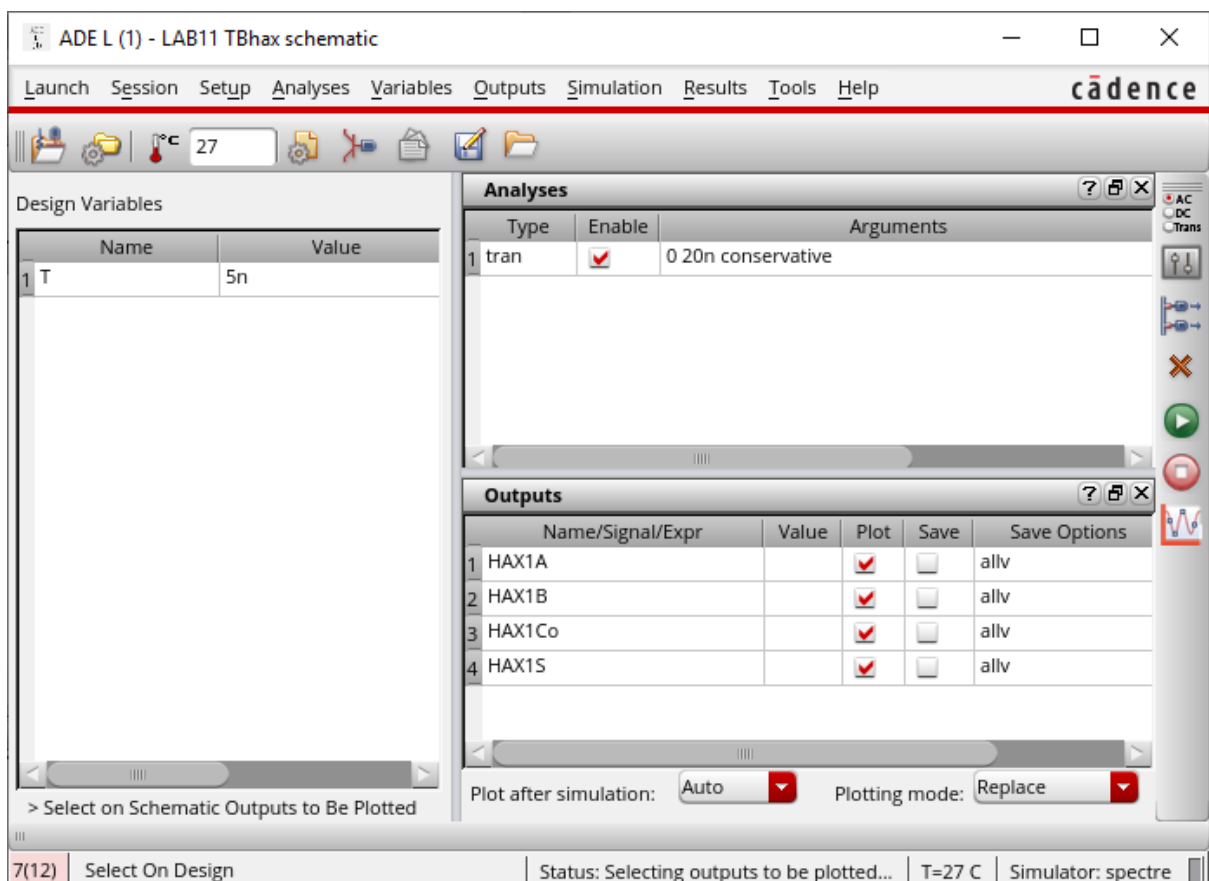 ADE L (1) - LAB11 TBhax schematic
Launch Session Setup Analyses Variables Outputs Simulation Results Tools Help cādence
°C 27
Design Variables
Name Value
1 T 5n
> Select on Schematic Outputs to Be Plotted
Analyses
Type Enable Arguments
1 tran 0 20n conservative
AC
DC
Trans
Outputs
Name/Signal/Expr Value Plot Save Save Options
1 HAX1A allv
2 HAX1B allv
3 HAX1Co allv
4 HAX1S allv
Plot after simulation: Auto Plotting mode: Replace
7(12) Select On Design Status: Selecting outputs to be plotted... T=27 C Simulator: spectre